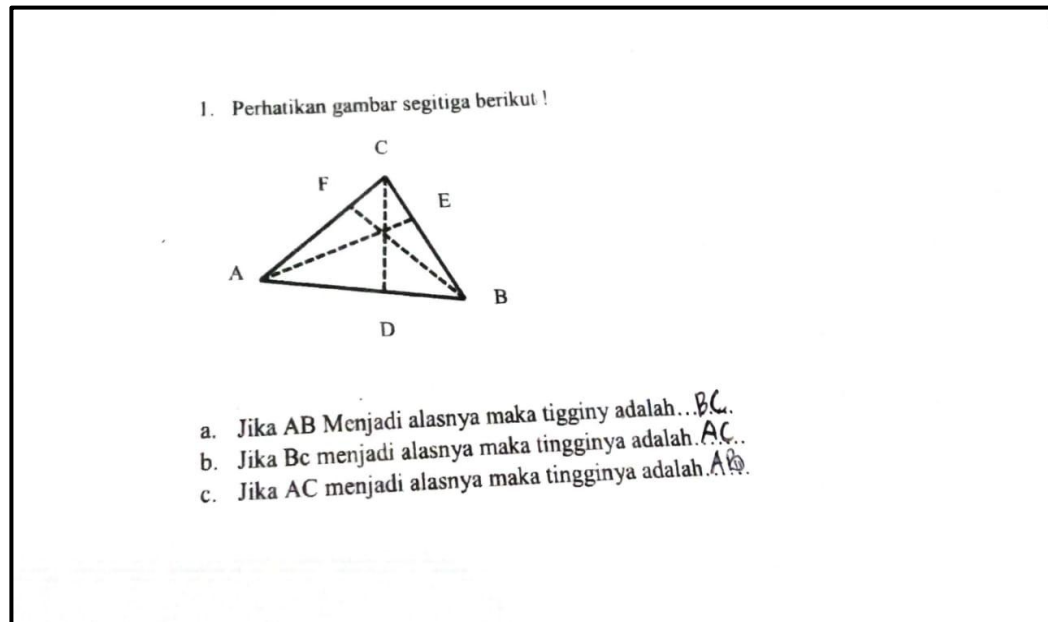 1. Perhatikan gambar segitiga berikut !
C
F
E
A
B
D
a. Jika AB Menjadi alasnya maka tigginy adalah...BC..
b. Jika Bc menjadi alasnya maka tingginya adalah.AC..
c. Jika AC menjadi alasnya maka tingginya adalah.AB.